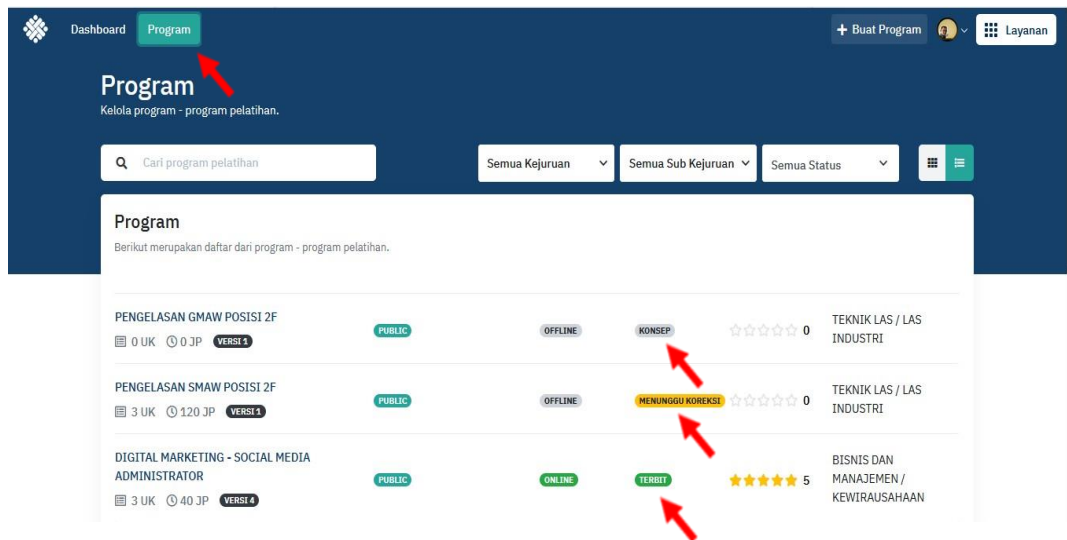 Dashboard Program + Buat Program Layanan
Program
Kelola program - program pelatihan.
Cari program pelatihan Semua Kejuruan Semua Sub Kejuruan Semua Status
Program
Berikut merupakan daftar dari program - program pelatihan.
PENGELASAN GMAW POSISI 2F
0 UK 0 JP VERSI 1
PUBLIC
OFFLINE
KONSEP
0
TEKNIK LAS / LAS
INDUSTRI
PENGELASAN SMAW POSISI 2F
3 UK 120 JP VERSI 1
PUBLIC
OFFLINE
MENUNGGU KOREKSI
0
TEKNIK LAS / LAS
INDUSTRI
DIGITAL MARKETING - SOCIAL MEDIA
ADMINISTRATOR
3 UK 40 JP VERSI 4
PUBLIC
ONLINE
TERBIT
5
BISNIS DAN
MANAJEMEN /
KEWIRAUSAHAAN